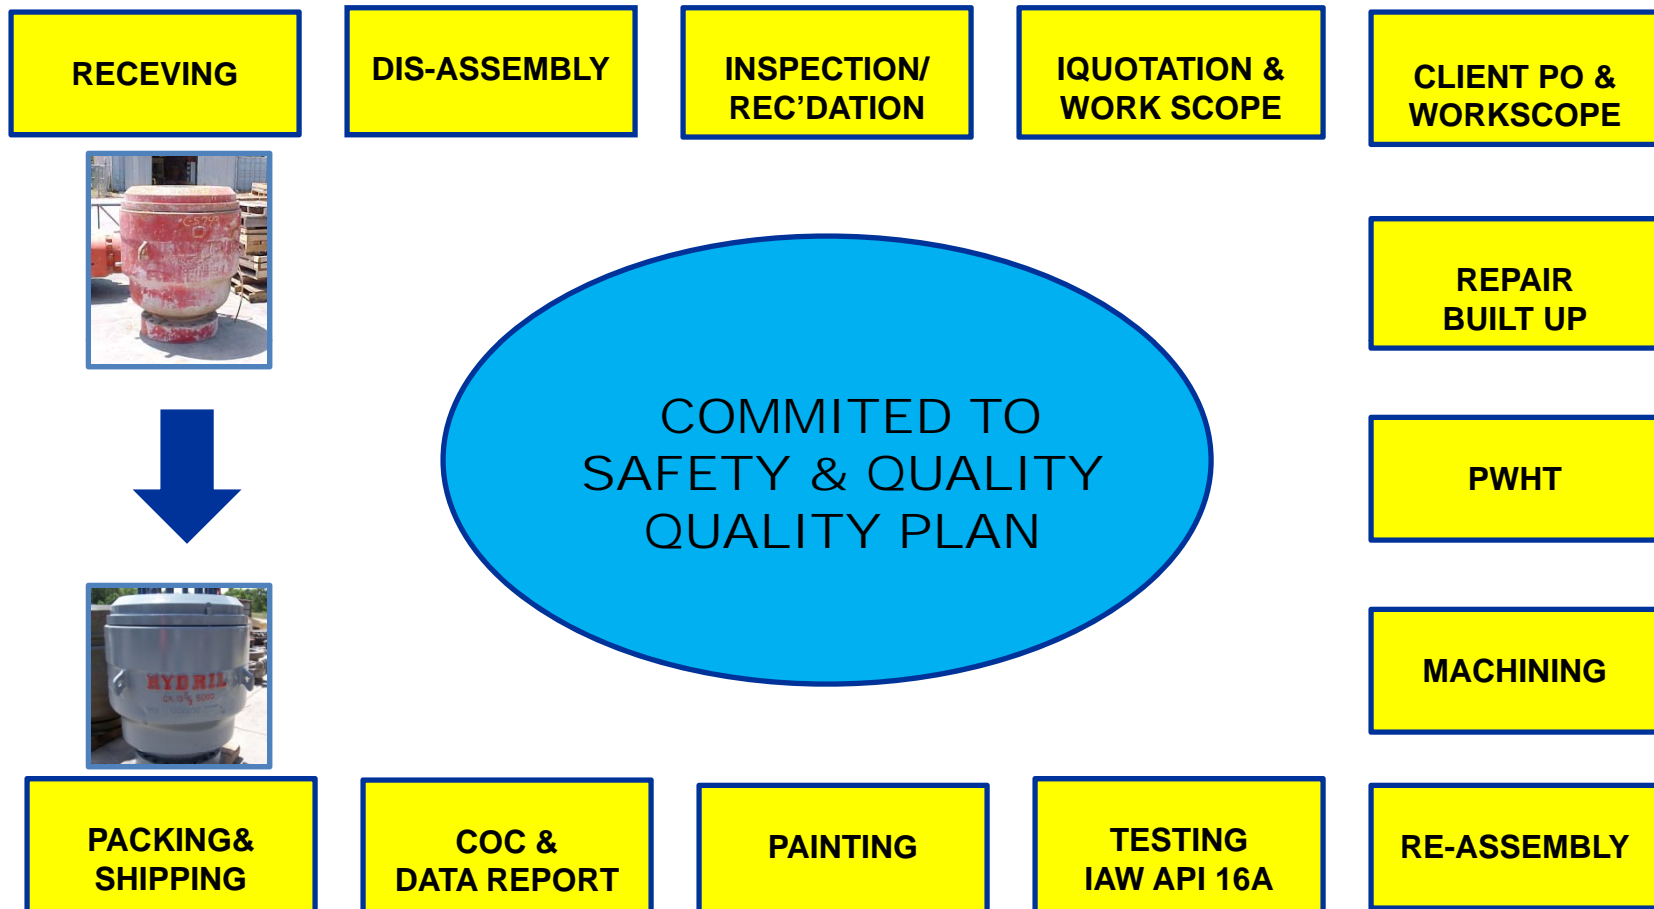 RECEVING
DIS-ASSEMBLY
INSPECTION/
REC’DATION
IQUOTATION &
WORK SCOPE
CLIENT PO &
WORKSCOPE
REPAIR
BUILT UP
COMMITED TO
SAFETY & QUALITY
QUALITY PLAN
PWHT
HYDRIL
MACHINING
PACKING&
SHIPPING
COC &
DATA REPORT
PAINTING
TESTING
IAW API 16A
RE-ASSEMBLY